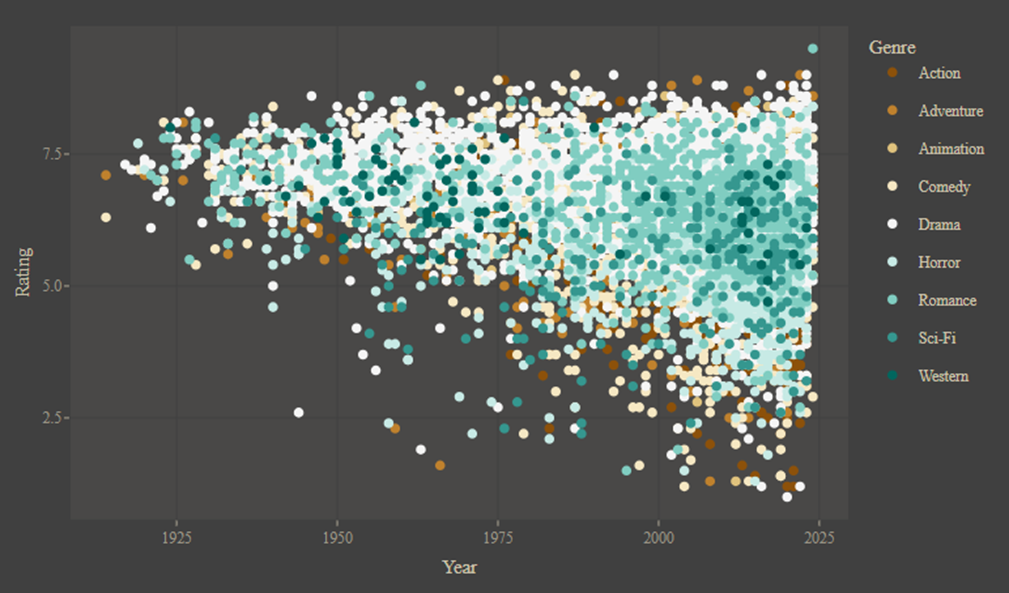 Genre
Action
Adventure
Animation
Comedy
Drama
Horror
Romance
Sci-Fi
Western
Rating
7.5
5.0
2.5
1925
1950
1975
2000
2025
Year